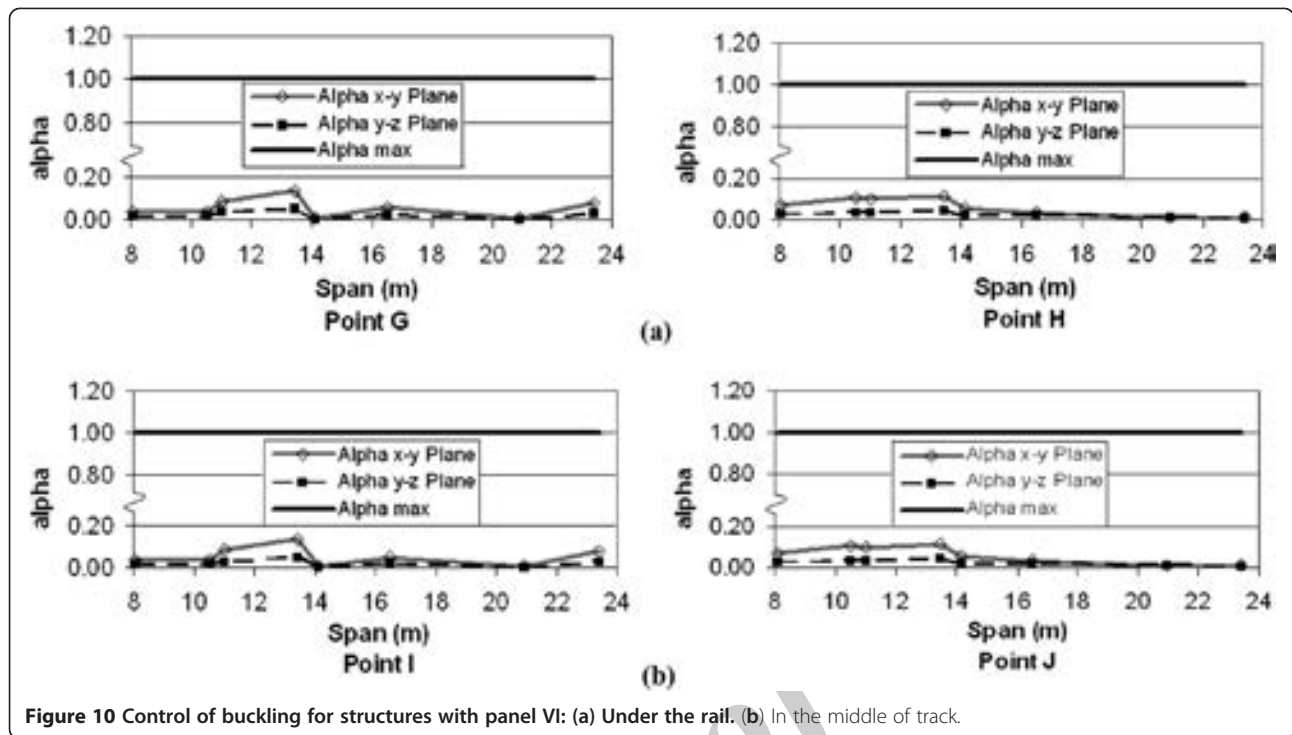 1.20
1.00
0.80
0.20
0.00
alpha
Alpha x-y Plane
Alpha y-z Plane
Alpha max
8 10 12 14 16 18 20 22 24
Span (m)
Point G
1.20
1.00
0.80
0.20
0.00
alpha
Alpha x-y Plane
Alpha y-z Plane
Alpha max
8 10 12 14 16 18 20 22 24
Span (m)
Point H
(a)
1.20
1.00
0.80
0.20
0.00
alpha
Alpha x-y Plane
Alpha y-z Plane
Alpha max
8 10 12 14 16 18 20 22 24
Span (m)
Point I
1.20
1.00
0.80
0.20
0.00
alpha
Alpha x-y Plane
Alpha y-z Plane
Alpha max
8 10 12 14 16 18 20 22 24
Span (m)
Point J
(b)
Figure 10 Control of buckling for structures with panel VI: (a) Under the rail. (b) In the middle of track.